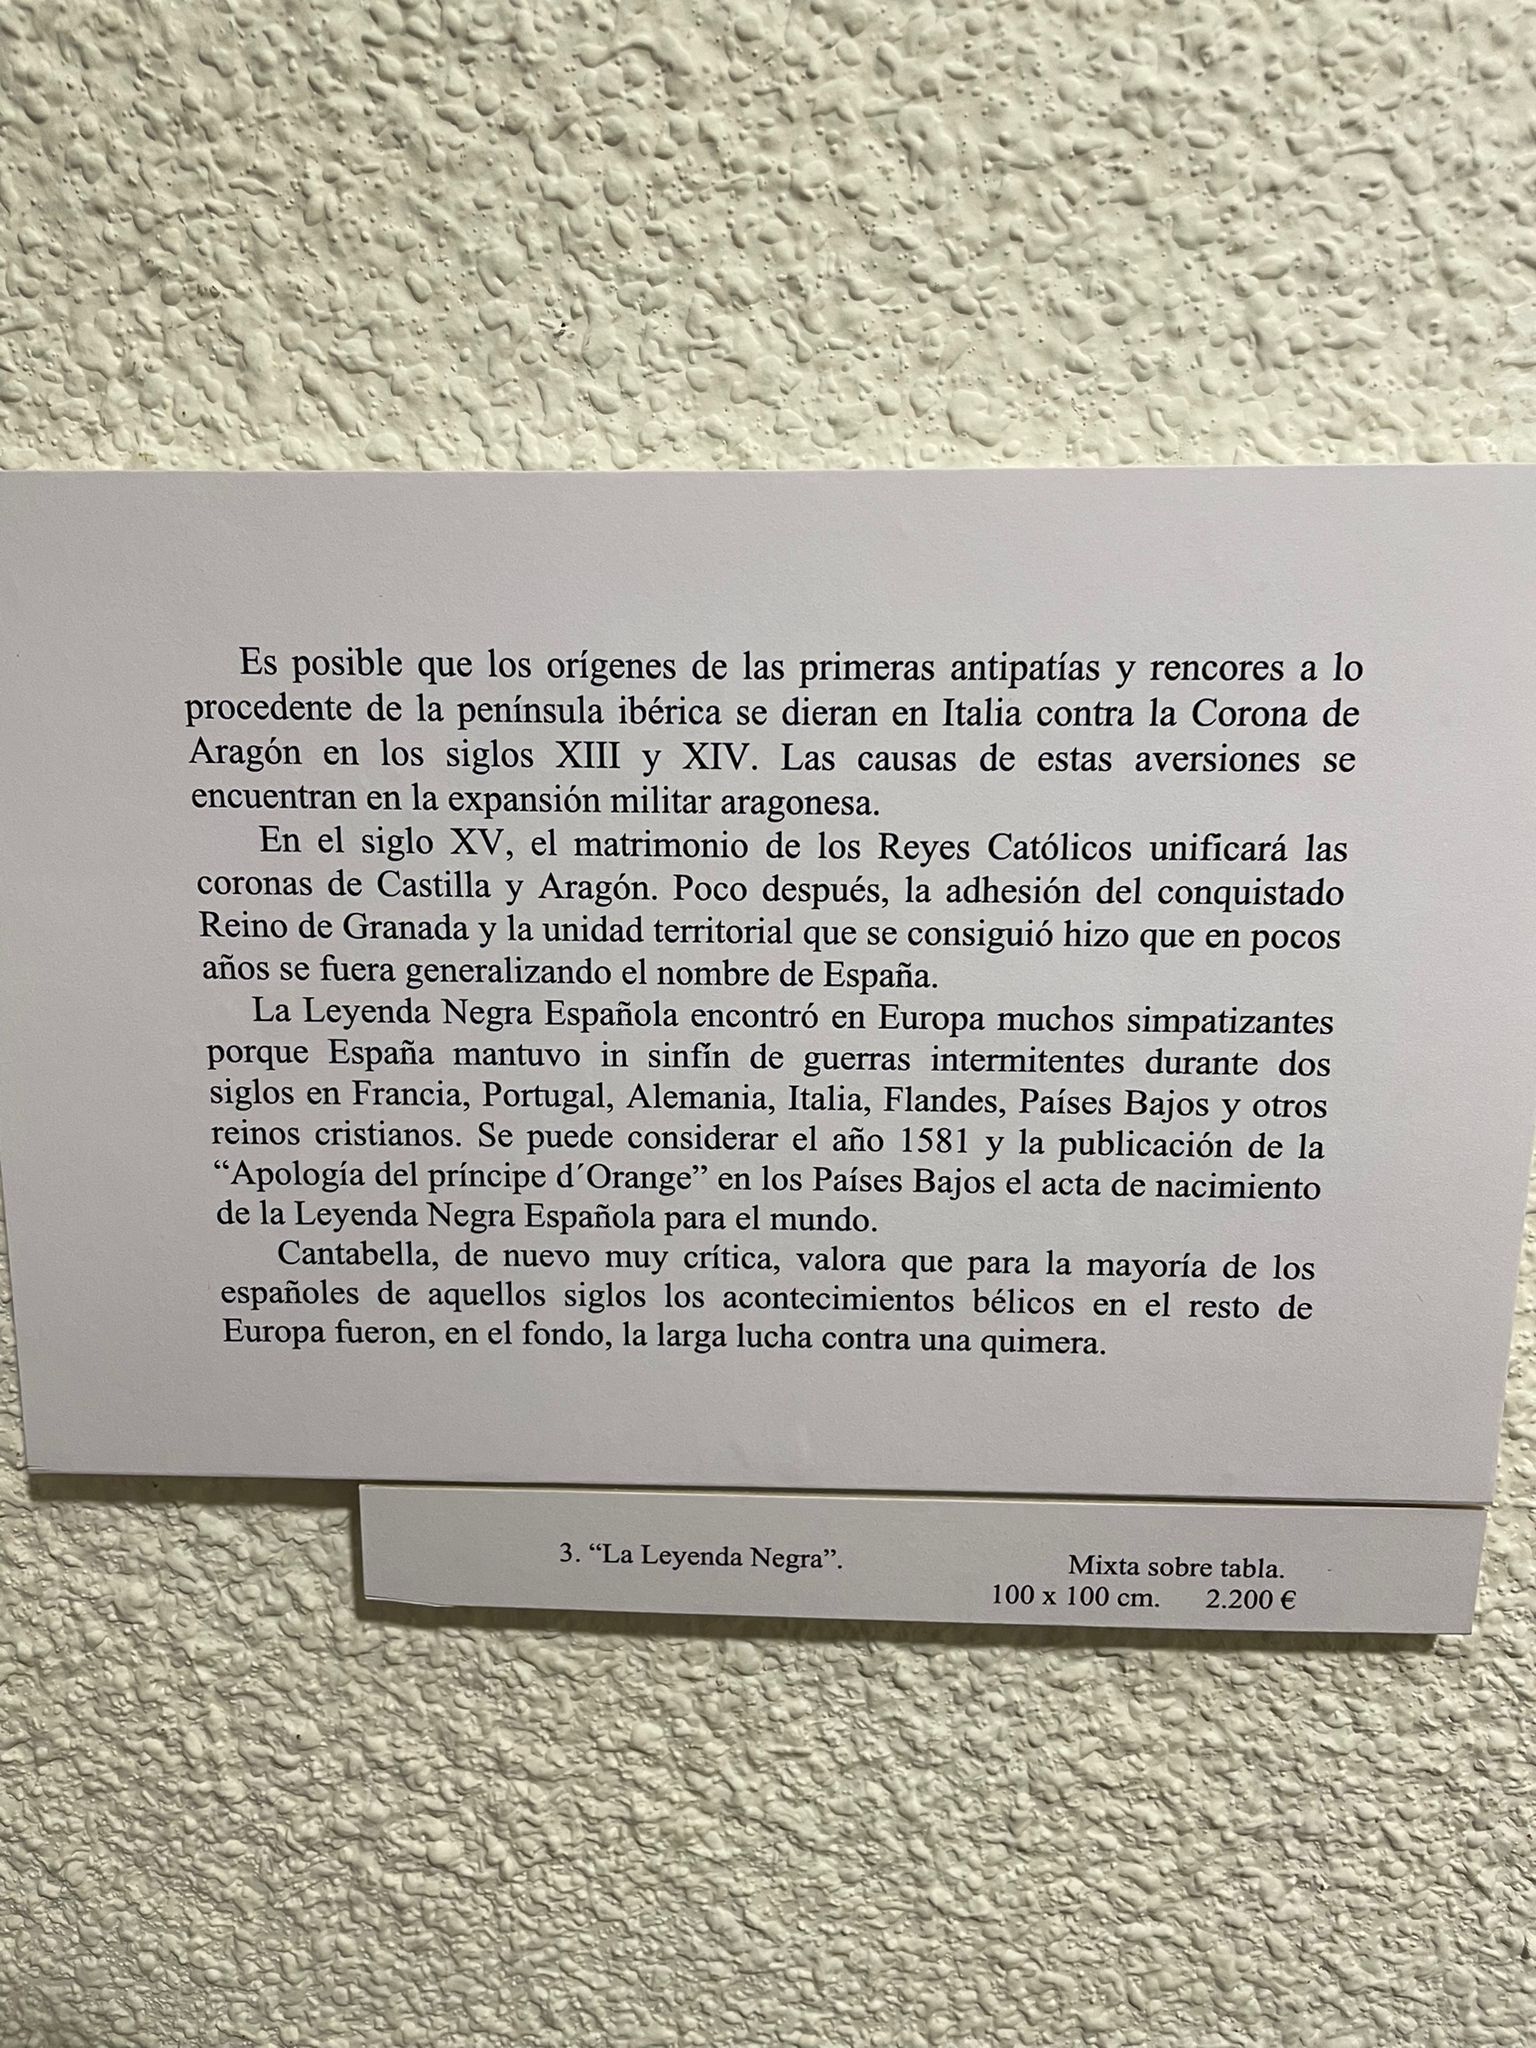 Es posible que los orígenes de las primeras antipatías y rencores a lo
procedente de la península ibérica se dieran en Italia contra la Corona de
Aragón en los siglos XIII y XIV. Las causas de estas aversiones se
encuentran en la expansión militar aragonesa.
En el siglo XV, el matrimonio de los Reyes Católicos unificará las
coronas de Castilla y Aragón. Poco después, la adhesión del conquistado
Reino de Granada y la unidad territorial que se consiguió hizo que en pocos
años se fuera generalizando el nombre de España.
La Leyenda Negra Española encontró en Europa muchos simpatizantes
porque España mantuvo in sinfín de guerras intermitentes durante dos
siglos en Francia, Portugal, Alemania, Italia, Flandes, Países Bajos y otros
reinos cristianos. Se puede considerar el año 1581 y la publicación de la
“Apología del príncipe d´Orange” en los Países Bajos el acta de nacimiento
de la Leyenda Negra Española para el mundo.
Cantabella, de nuevo muy crítica, valora que para la mayoría de los
españoles de aquellos siglos los acontecimientos bélicos en el resto de
Europa fueron, en el fondo, la larga lucha contra una quimera.
3. “La Leyenda Negra”. Mixta sobre tabla.
100 x 100 cm. 2.200 €